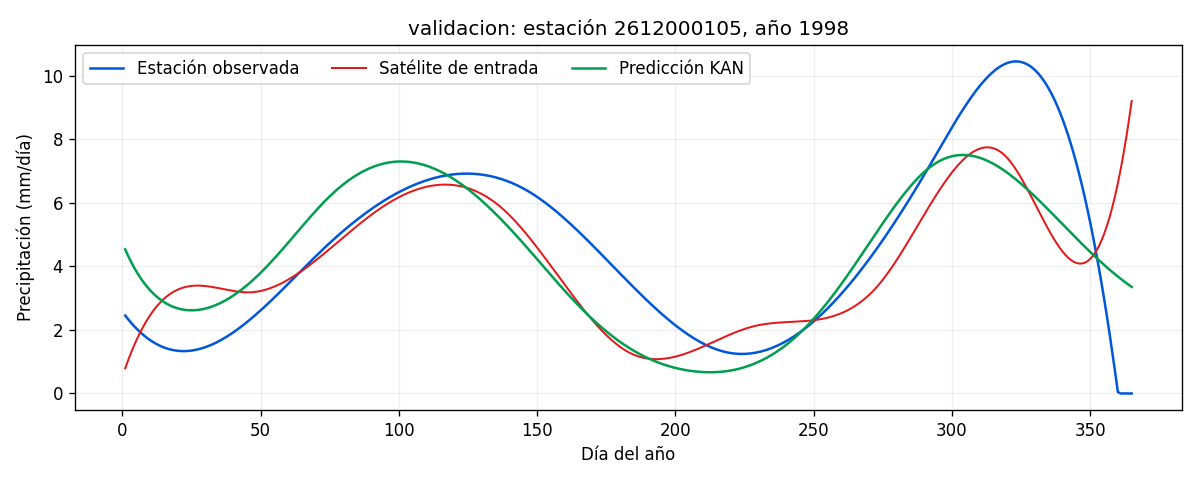 validacion: estación 2612000105, año 1998
Estación observada
Satélite de entrada
Predicción KAN
Precipitación (mm/día)
10
8
6
4
2
0
0 50 100 150 200 250 300 350
Día del año